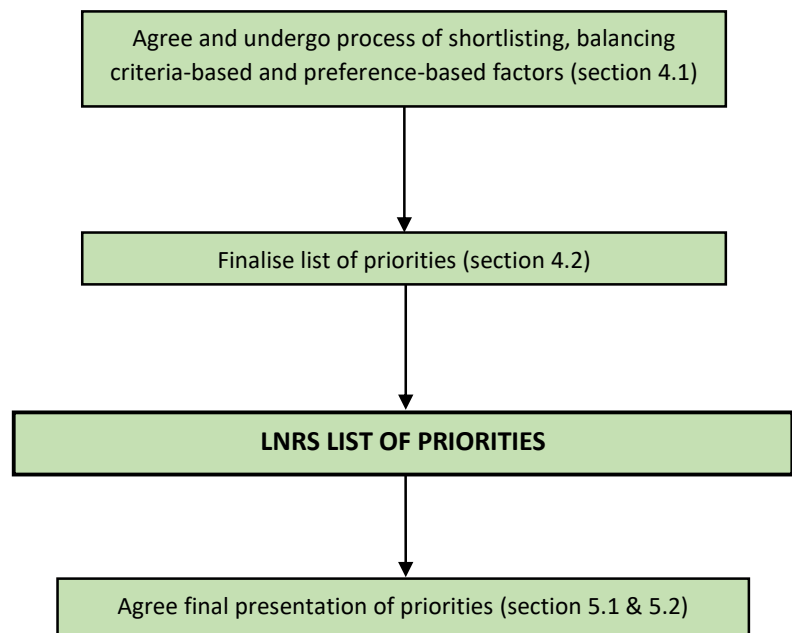 Agree and undergo process of shortlisting, balancing
criteria-based and preference-based factors (section 4.1)
Finalise list of priorities (section 4.2)
LNRS LIST OF PRIORITIES
Agree final presentation of priorities (section 5.1 & 5.2)